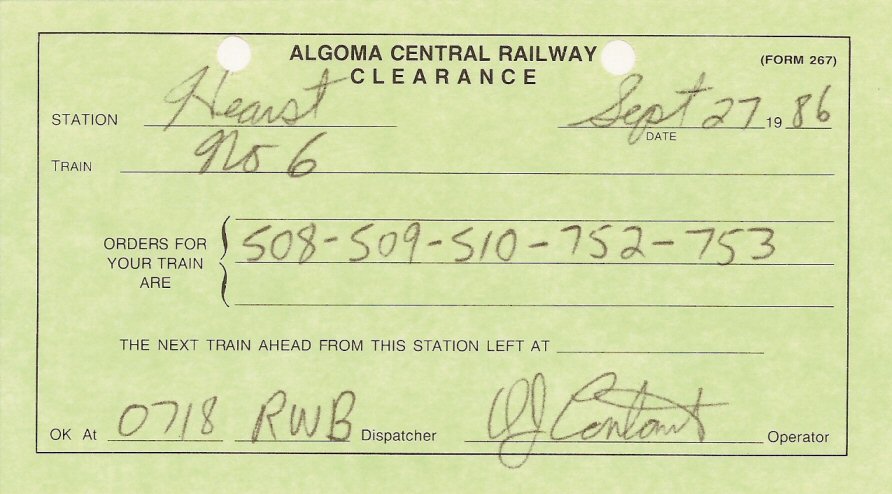 ALGOMA CENTRAL RAILWAY
CLEARANCE
(FORM 267)
STATION Hearst Sept 27 19 86
DATE
TRAIN No 6
ORDERS FOR
YOUR TRAIN
ARE
508-509-510-752-753
THE NEXT TRAIN AHEAD FROM THIS STATION LEFT AT
OK At 0718 RWB Dispatcher Operator